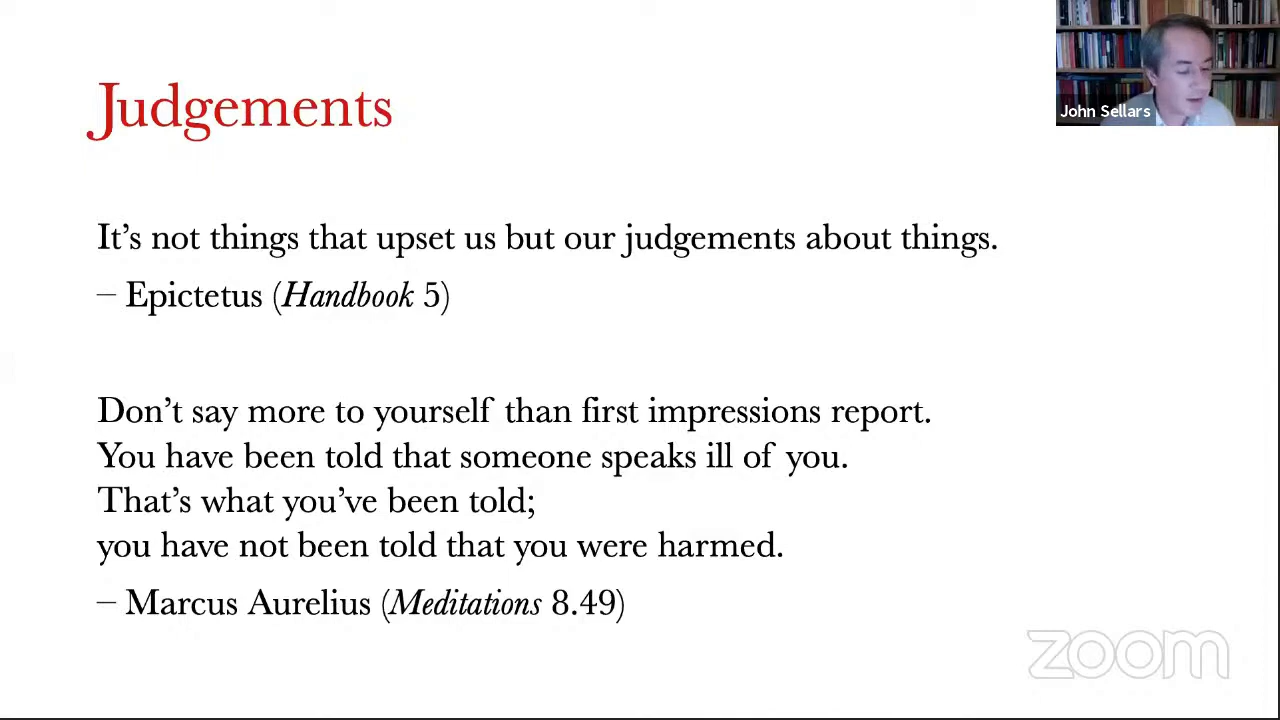 Judgements
John Sellars
It's not things that upset us but our judgements about things.
– Epictetus (Handbook 5)
Don't say more to yourself than first impressions report.
You have been told that someone speaks ill of you.
That's what you've been told;
you have not been told that you were harmed.
– Marcus Aurelius (Meditations 8.49)
zoom